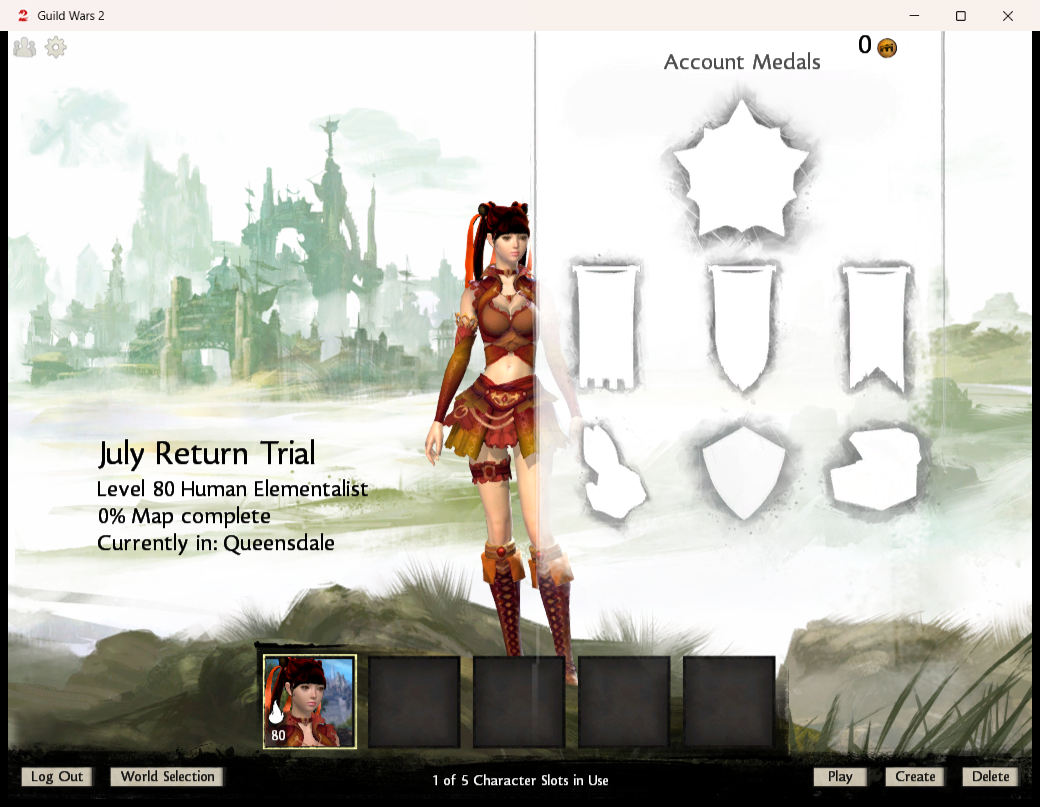 Guild Wars 2
0
Account Medals
July Return Trial
Level 80 Human Elementalist
0% Map complete
Currently in: Queensdale
80
Log Out
World Selection
1 of 5 Character Slots in Use
Play
Create
Delete